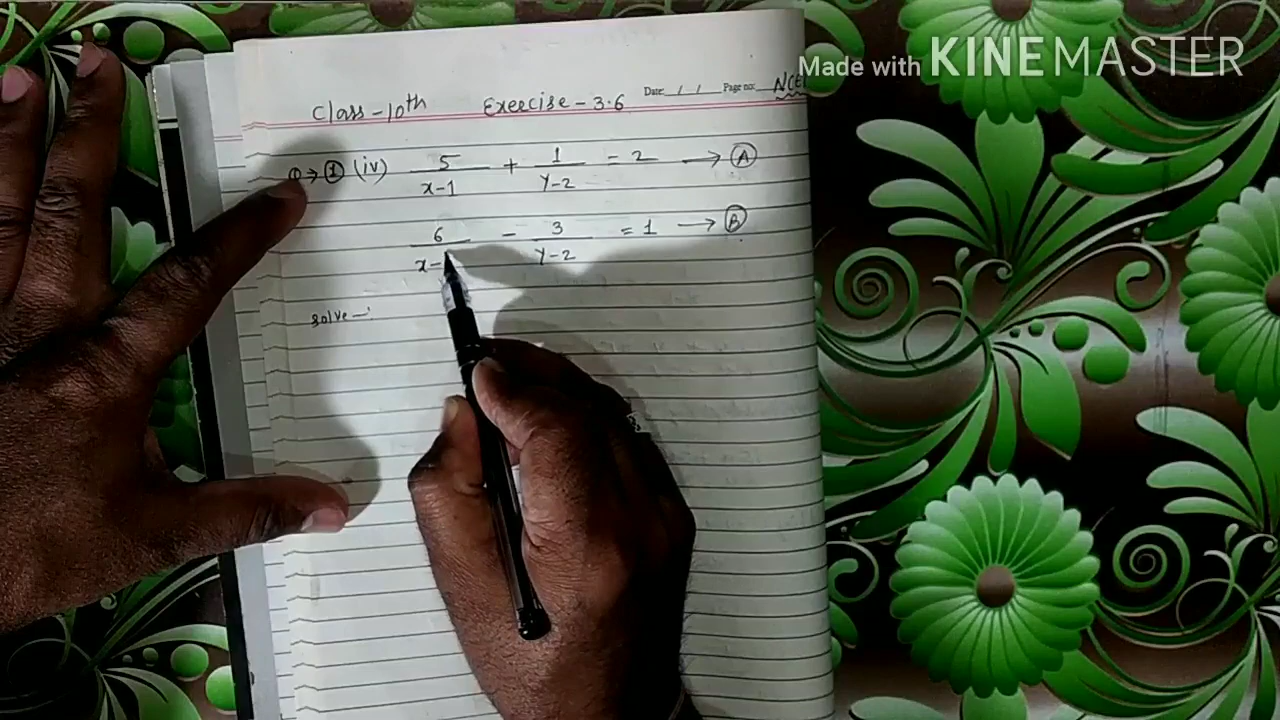 Made with KINEMASTER
Date: / / Page no:
Class-10th Exercise-3.6
Q→① (iv) 5/x-1 + 1/y-2 = 2 → Ⓐ
6/x- - 3/y-2 = 1 → Ⓑ
solve -: